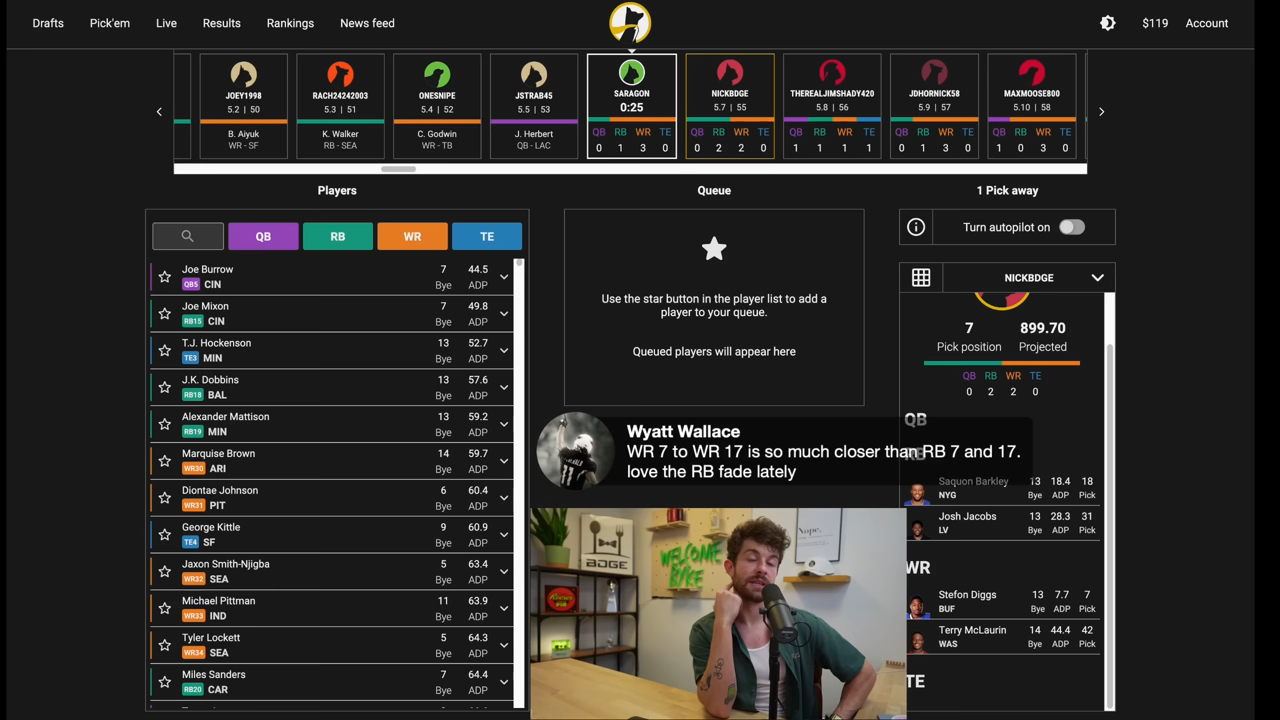 Drafts Pick'em Live Results Rankings News feed $119 Account
JOEY1998 RACH24242003 ONESNIPE JSTRAB45 SARAGON NICKBDGE THEREALJIMSHADY420 JDHORNICK58 MAXMOOSE800
5.2 | 50 5.3 | 51 5.4 | 52 5.5 | 53 0:25 5.7 | 55 5.8 | 56 5.9 | 57 5.10 | 58
B. Aiyuk K. Walker C. Godwin J. Herbert QB RB WR TE QB RB WR TE QB RB WR TE QB RB WR TE QB RB WR TE
WR - SF RB - SEA WR - TB QB - LAC 0 1 3 0 0 2 2 0 1 1 1 1 0 1 3 0 1 0 3 0
Players
QB RB WR TE
Joe Burrow 7 44.5
QB5 CIN Bye ADP
Joe Mixon 7 49.8
RB15 CIN Bye ADP
T.J. Hockenson 13 52.7
TE3 MIN Bye ADP
J.K. Dobbins 13 57.6
RB18 BAL Bye ADP
Alexander Mattison 13 59.2
RB19 MIN Bye ADP
Marquise Brown 14 59.7
WR30 ARI Bye ADP
Diontae Johnson 6 60.4
WR31 PIT Bye ADP
George Kittle 9 60.9
TE4 SF Bye ADP
Jaxon Smith-Njigba 5 63.4
WR32 SEA Bye ADP
Michael Pittman 11 63.9
WR33 IND Bye ADP
Tyler Lockett 5 64.3
WR34 SEA Bye ADP
Miles Sanders 7 64.4
RB20 CAR Bye ADP
Queue
Use the star button in the player list to add a
player to your queue.
Queued players will appear here
Wyatt Wallace
WR 7 to WR 17 is so much closer than RB 7 and 17.
love the RB fade lately
WELCOME
BYKE
BDGE
Nope.
1 Pick away
Turn autopilot on
NICKBDGE
7 899.70
Pick position Projected
QB RB WR TE
0 2 2 0
QB
RB
Saquon Barkley 13 18.4 18
NYG Bye ADP Pick
Josh Jacobs 13 28.3 31
LV Bye ADP Pick
WR
Stefon Diggs 13 7.7 7
BUF Bye ADP Pick
Terry McLaurin 14 44.4 42
WAS Bye ADP Pick
TE